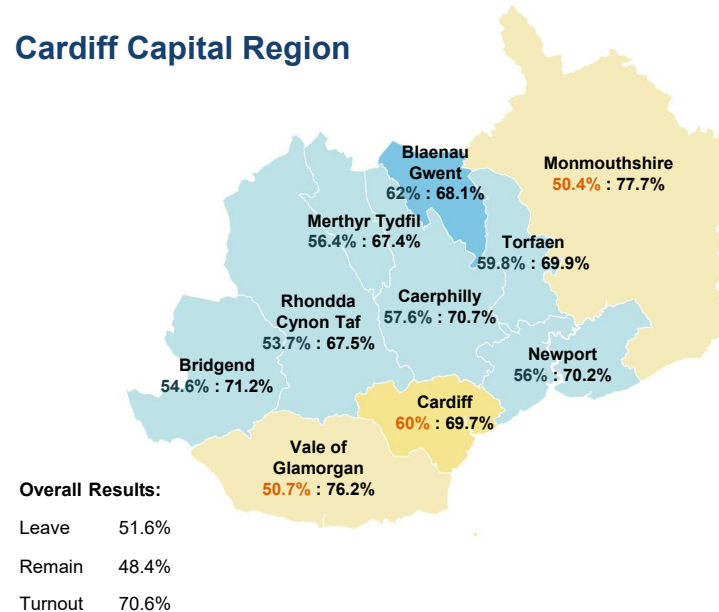 Cardiff Capital Region
Blaenau
Gwent
62% : 68.1%
Monmouthshire
50.4% : 77.7%
Merthyr Tydfil
56.4% : 67.4%
Torfaen
59.8% : 69.9%
Rhondda
Cynon Taf
53.7% : 67.5%
Caerphilly
57.6% : 70.7%
Bridgend
54.6% : 71.2%
Newport
56% : 70.2%
Cardiff
60% : 69.7%
Vale of
Glamorgan
50.7% : 76.2%
Overall Results:
Leave 51.6%
Remain 48.4%
Turnout 70.6%